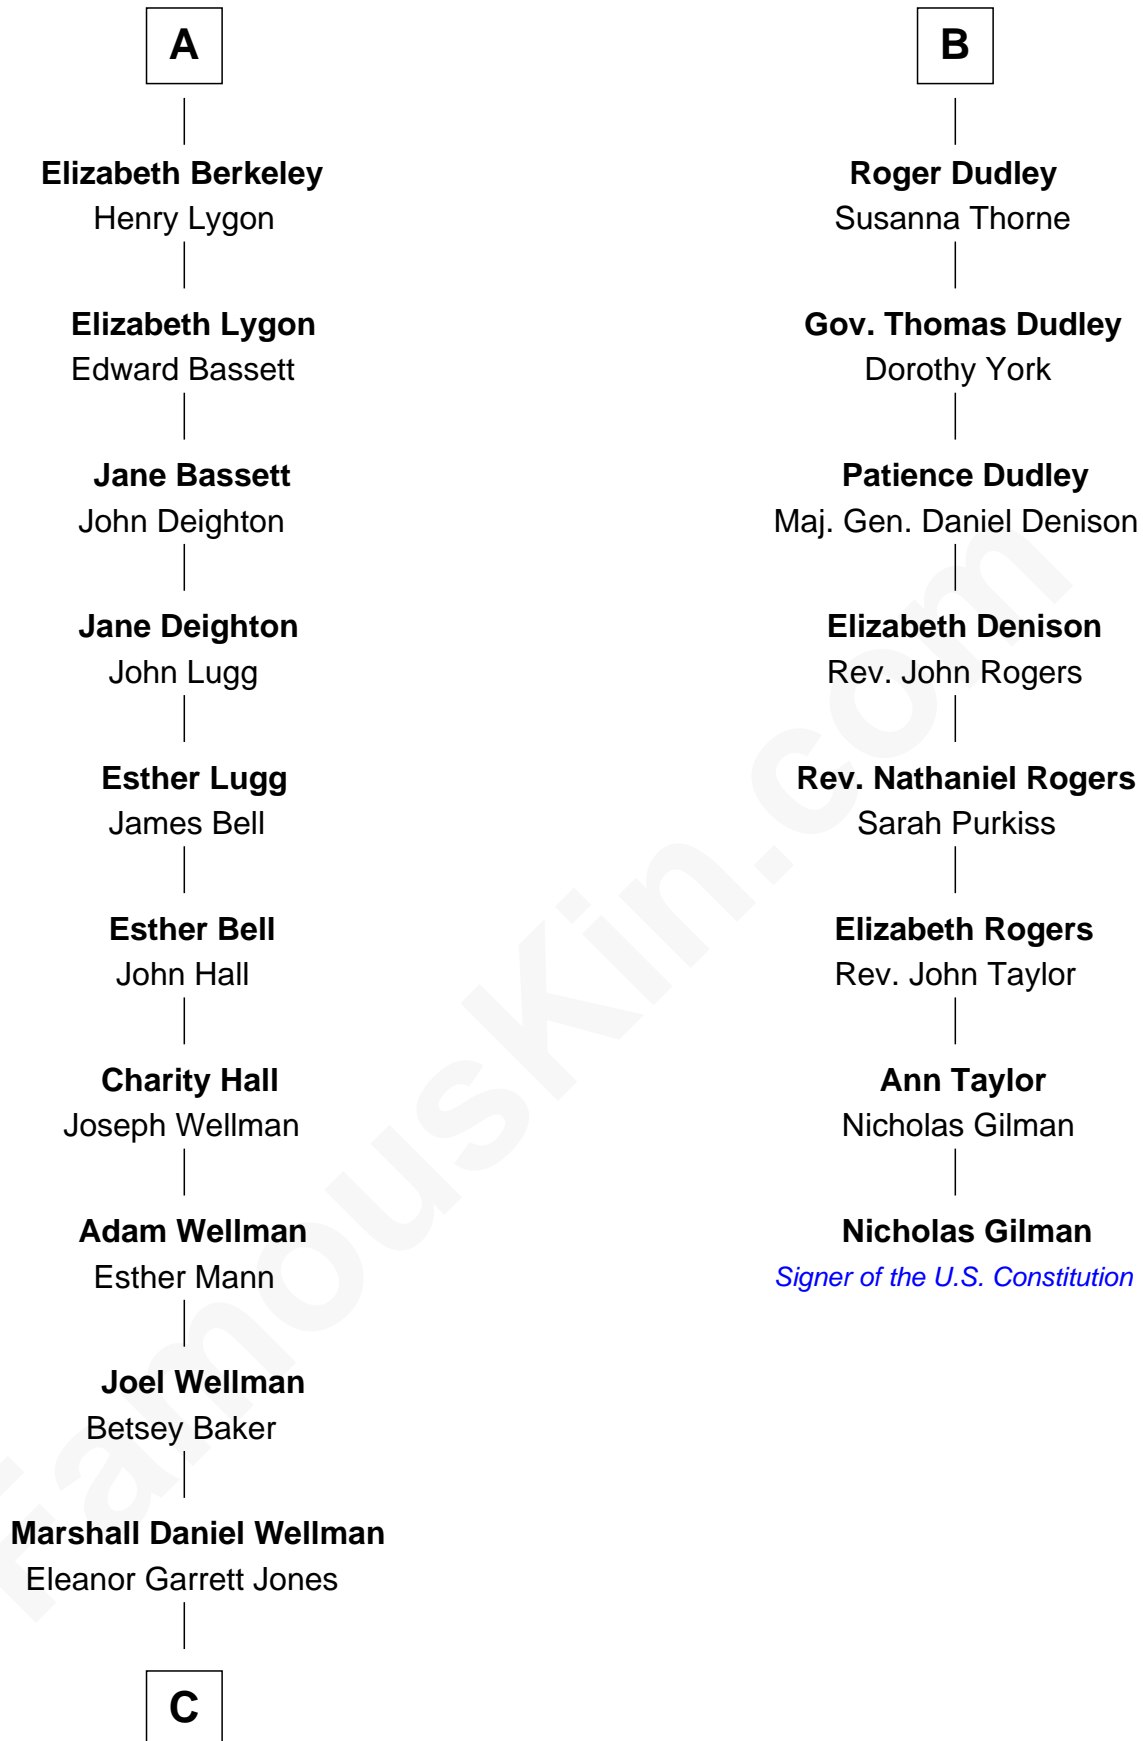 A
Elizabeth Berkeley
Henry Lygon
Elizabeth Lygon
Edward Bassett
Jane Bassett
John Deighton
Jane Deighton
John Lugg
Esther Lugg
James Bell
Esther Bell
John Hall
Charity Hall
Joseph Wellman
Adam Wellman
Esther Mann
Joel Wellman
Betsey Baker
Marshall Daniel Wellman
Eleanor Garrett Jones
C
B
Roger Dudley
Susanna Thorne
Gov. Thomas Dudley
Dorothy York
Patience Dudley
Maj. Gen. Daniel Denison
Elizabeth Denison
Rev. John Rogers
Rev. Nathaniel Rogers
Sarah Purkiss
Elizabeth Rogers
Rev. John Taylor
Ann Taylor
Nicholas Gilman
Nicholas Gilman
Signer of the U.S. Constitution
FamousKin.com